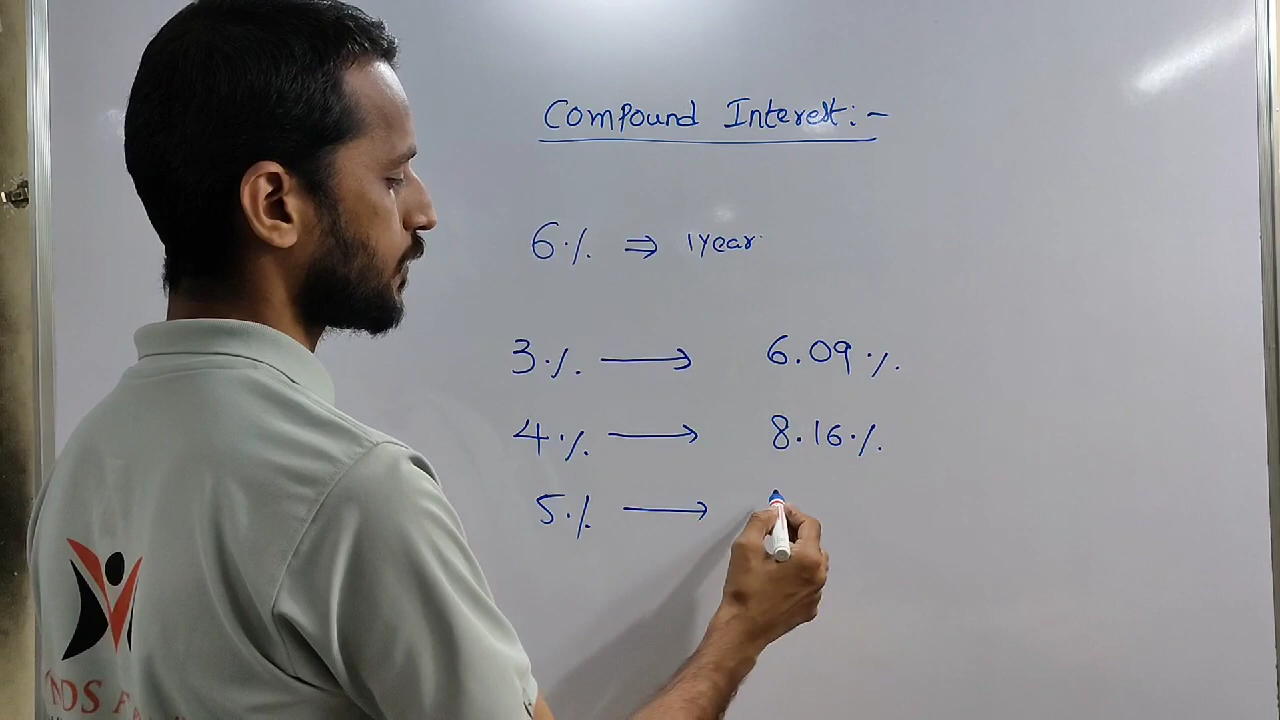 Compound Interest:-
6% ⇒ 1Year
3% → 6.09%
4% → 8.16%
5% →